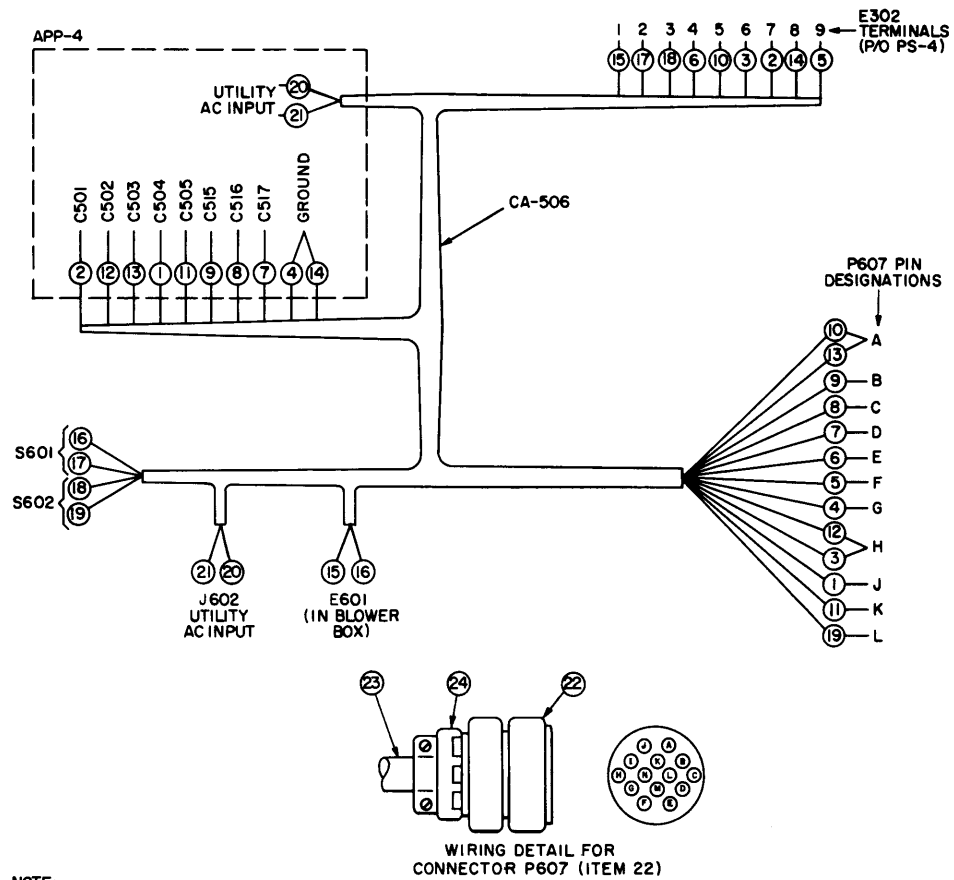 APP-4
UTILITY
AC INPUT
20
21
1 2 3 4 5 6 7 8 9
E302
TERMINALS
(P/O PS-4)
15 17 18 6 10 3 2 14 5
C501 C502 C503 C504 C505 C515 C516 C517 GROUND
2 12 13 1 11 9 8 7 4 14
CA-506
P607 PIN
DESIGNATIONS
10
13 A
9 B
8 C
7 D
6 E
5 F
4 G
12
3 H
1 J
11 K
19 L
S601
16
17
S602
18
19
21 20
J602
UTILITY
AC INPUT
15 16
E601
(IN BLOWER
BOX)
23 24 22
J A
I K B
H N L C
G M D
F E
WIRING DETAIL FOR
CONNECTOR P607 (ITEM 22)
NOTE